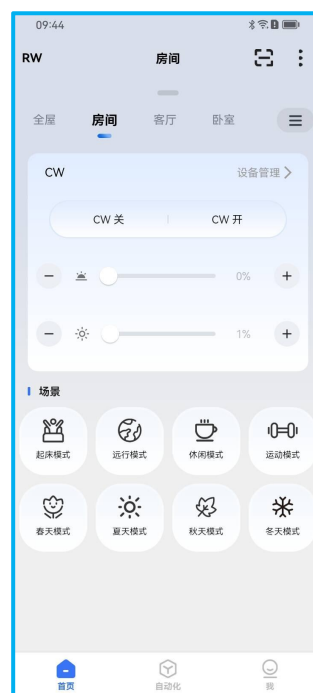 09:44
RW 房间
全屋 房间 客厅 卧室
CW 设备管理
CW 关 CW 开
0%
1%
场景
起床模式 远行模式 休闲模式 运动模式
春天模式 夏天模式 秋天模式 冬天模式
首页 自动化 我